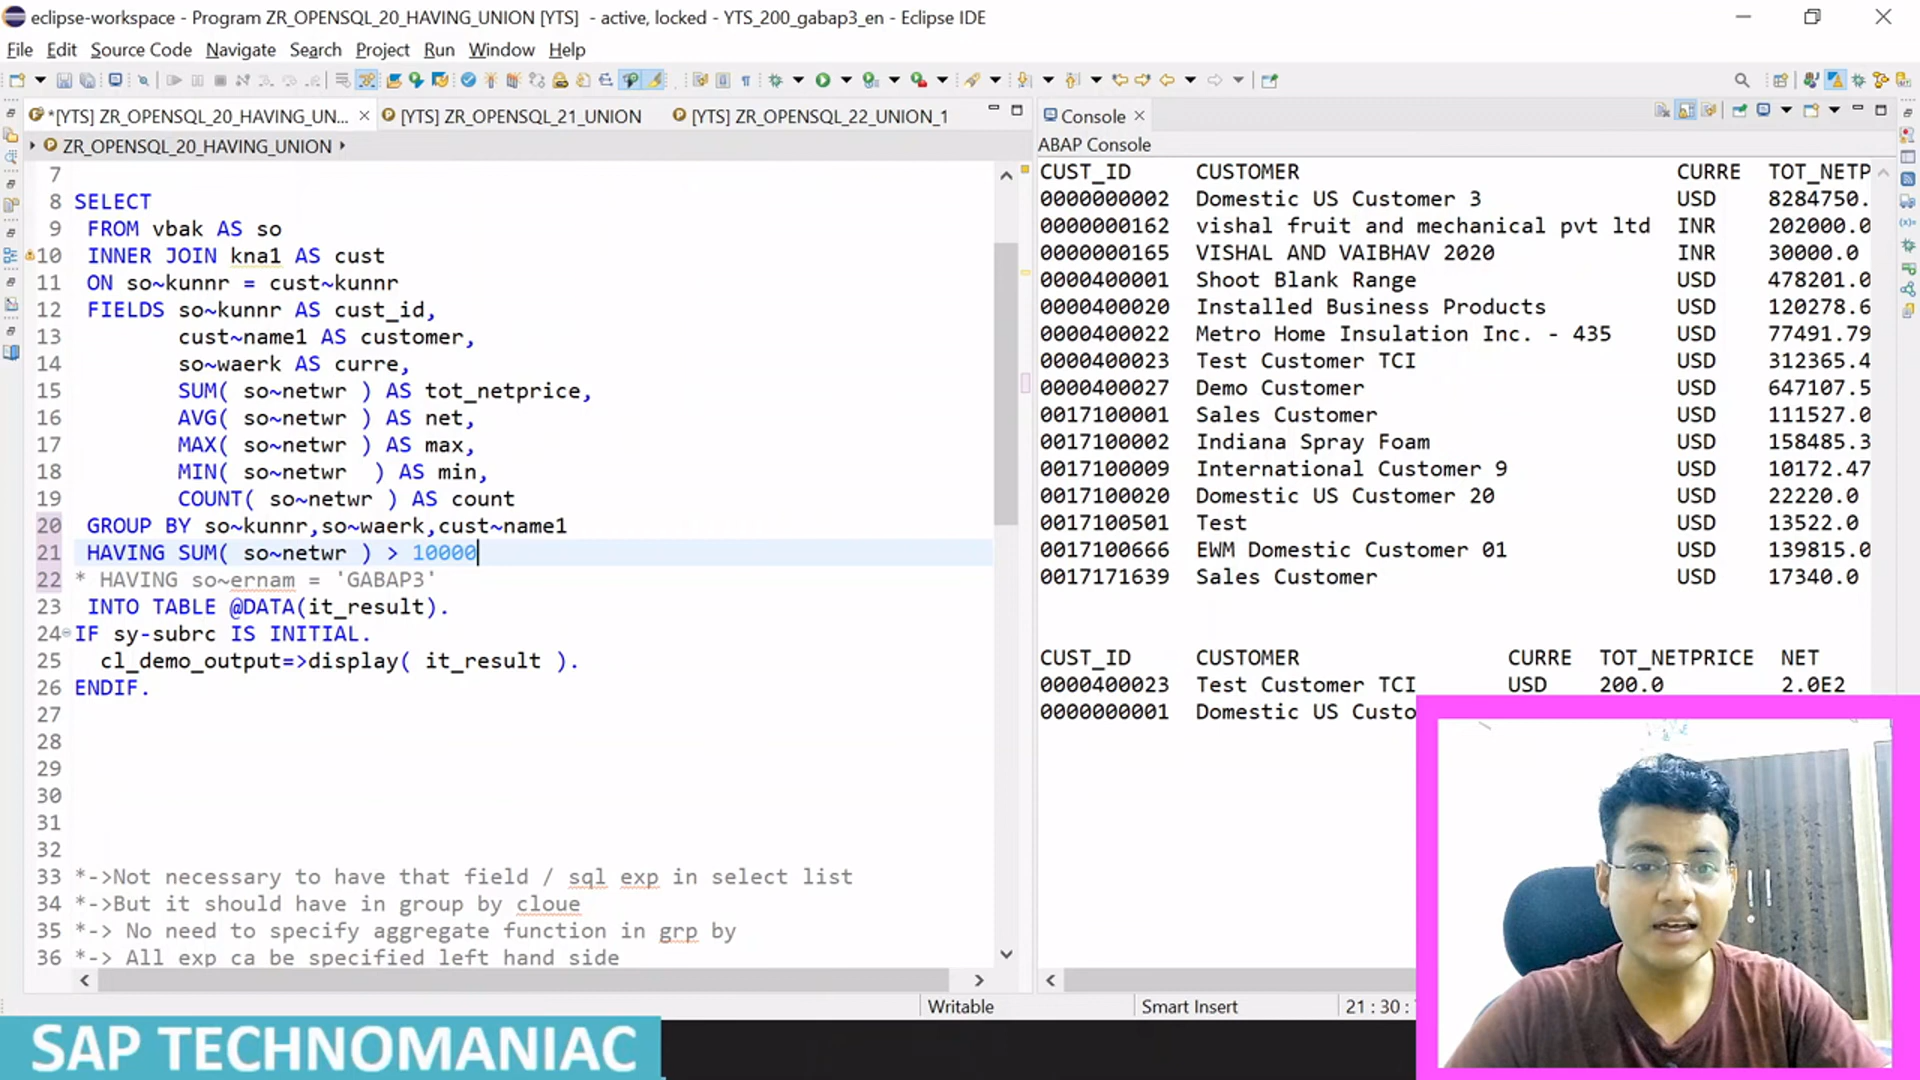 eclipse-workspace - Program ZR_OPENSQL_20_HAVING_UNION [YTS]  - active, locked - YTS_200_gabap3_en - Eclipse IDE
File Edit Source Code Navigate Search Project Run Window Help
*[YTS] ZR_OPENSQL_20_HAVING_UN... [YTS] ZR_OPENSQL_21_UNION [YTS] ZR_OPENSQL_22_UNION_1
ZR_OPENSQL_20_HAVING_UNION
7
8 SELECT
9 FROM vbak AS so
10 INNER JOIN kna1 AS cust
11 ON so~kunnr = cust~kunnr
12 FIELDS so~kunnr AS cust_id,
13 cust~name1 AS customer,
14 so~waerk AS curre,
15 SUM( so~netwr ) AS tot_netprice,
16 AVG( so~netwr ) AS net,
17 MAX( so~netwr ) AS max,
18 MIN( so~netwr  ) AS min,
19 COUNT( so~netwr ) AS count
20 GROUP BY so~kunnr,so~waerk,cust~name1
21 HAVING SUM( so~netwr ) > 10000
22 * HAVING so~ernam = 'GABAP3'
23 INTO TABLE @DATA(it_result).
24 IF sy-subrc IS INITIAL.
25 cl_demo_output=>display( it_result ).
26 ENDIF.
27
28
29
30
31
32
33 *->Not necessary to have that field / sql exp in select list
34 *->But it should have in group by cloue
35 *-> No need to specify aggregate function in grp by
36 *-> All exp ca be specified left hand side
Console
ABAP Console
CUST_ID CUSTOMER CURRE TOT_NETP
0000000002 Domestic US Customer 3 USD 8284750.
0000000162 vishal fruit and mechanical pvt ltd INR 202000.0
0000000165 VISHAL AND VAIBHAV 2020 INR 30000.0
0000400001 Shoot Blank Range USD 478201.0
0000400020 Installed Business Products USD 120278.6
0000400022 Metro Home Insulation Inc. - 435 USD 77491.79
0000400023 Test Customer TCI USD 312365.4
0000400027 Demo Customer USD 647107.5
0017100001 Sales Customer USD 111527.0
0017100002 Indiana Spray Foam USD 158485.3
0017100009 International Customer 9 USD 10172.47
0017100020 Domestic US Customer 20 USD 22220.0
0017100501 Test USD 13522.0
0017100666 EWM Domestic Customer 01 USD 139815.0
0017171639 Sales Customer USD 17340.0
CUST_ID CUSTOMER CURRE TOT_NETPRICE NET
0000400023 Test Customer TCI USD 200.0 2.0E2
0000000001 Domestic US Custo
Writable Smart Insert 21 : 30 :
SAP TECHNOMANIAC